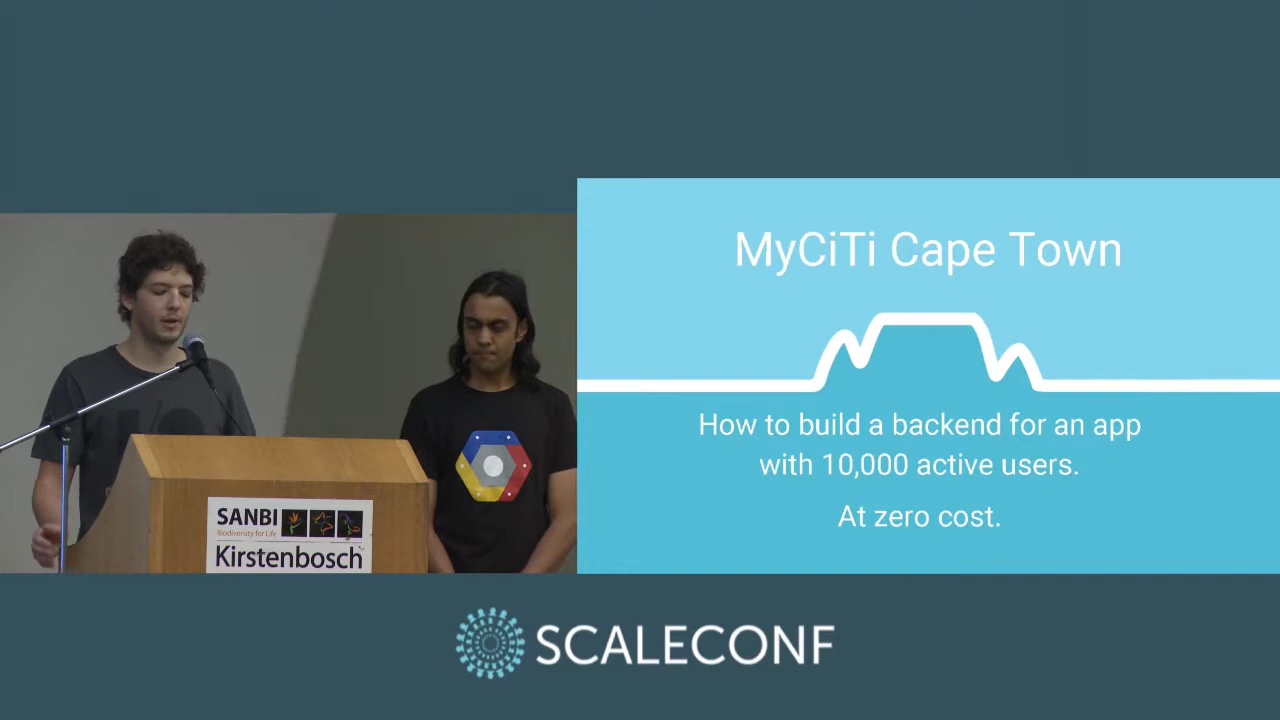 MyCiTi Cape Town
How to build a backend for an app
with 10,000 active users.
At zero cost.
SANBI
Biodiversity for Life
Kirstenbosch
SCALECONF